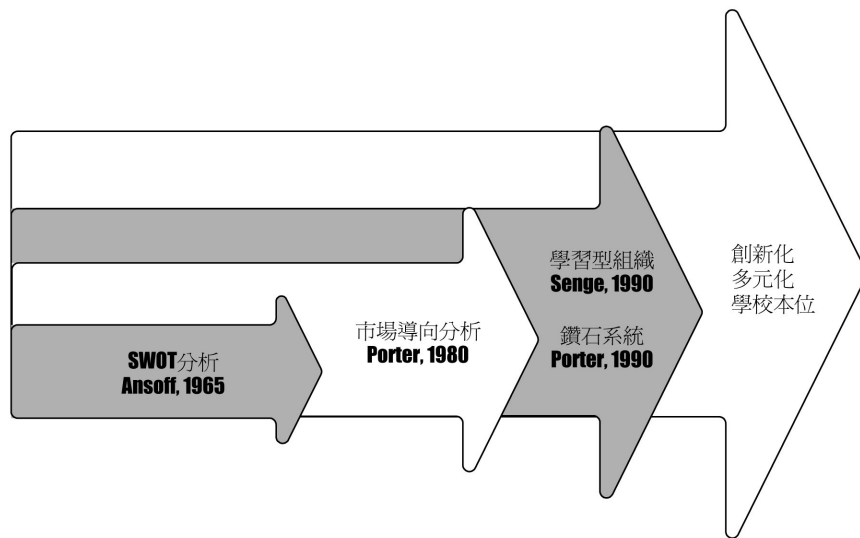 SWOT分析
Ansoff, 1965
市場導向分析
Porter, 1980
學習型組織
Senge, 1990
鑽石系統
Porter, 1990
創新化
多元化
學校本位